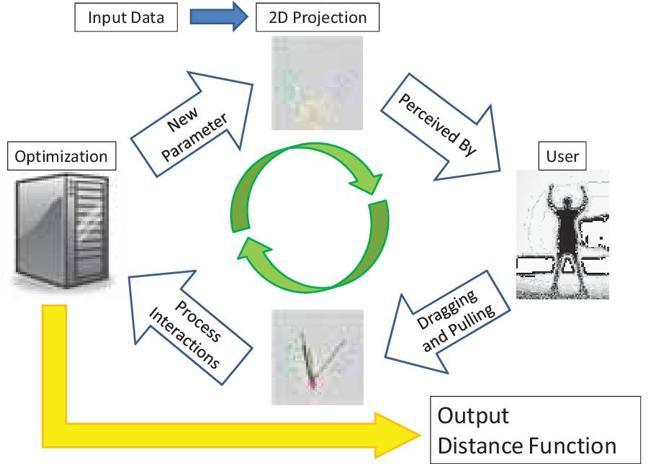 Input Data
2D Projection
New
Parameter
Perceived By
Optimization
User
Process
Interactions
Dragging
and Pulling
Output
Distance Function